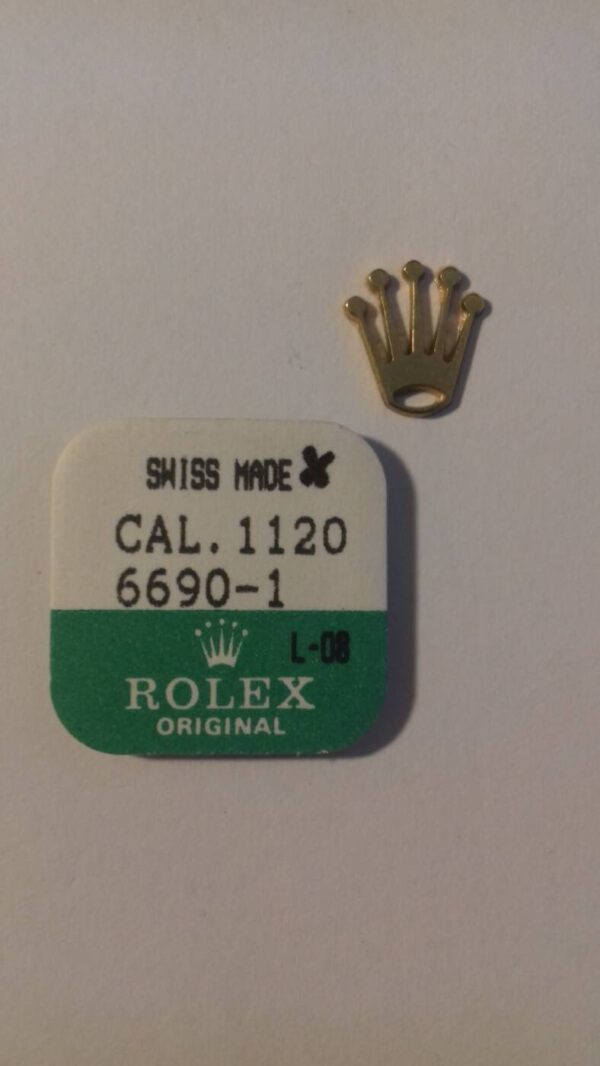 SWISS MADE
CAL. 1120
6690-1
L-08
ROLEX
ORIGINAL